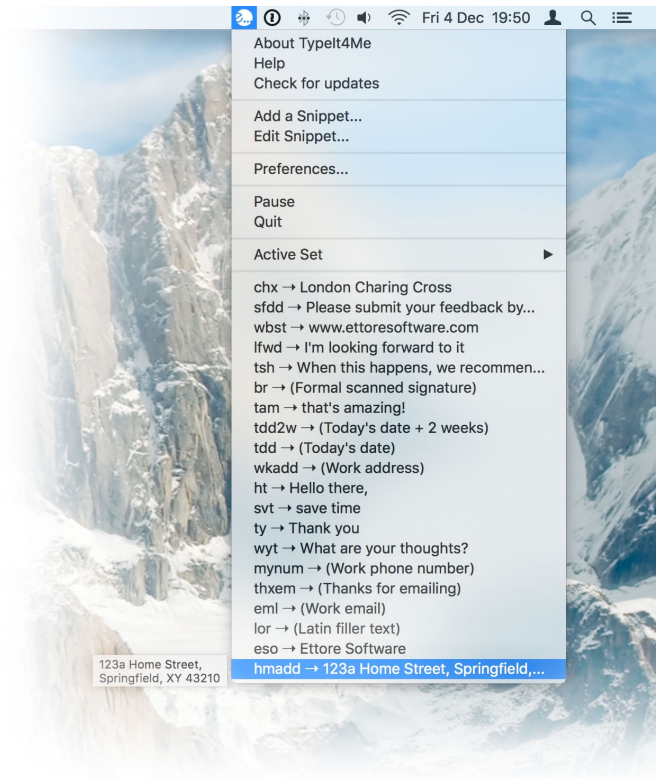 Fri 4 Dec 19:50
About TypeIt4Me
Help
Check for updates
Add a Snippet...
Edit Snippet...
Preferences...
Pause
Quit
Active Set
chx → London Charing Cross
sfdd → Please submit your feedback by...
wbst → www.ettoresoftware.com
lfwd → I'm looking forward to it
tsh → When this happens, we recommen...
br → (Formal scanned signature)
tam → that's amazing!
tdd2w → (Today's date + 2 weeks)
tdd → (Today's date)
wkadd → (Work address)
ht → Hello there,
svt → save time
ty → Thank you
wyt → What are your thoughts?
mynum → (Work phone number)
thxem → (Thanks for emailing)
eml → (Work email)
lor → (Latin filler text)
eso → Ettore Software
hmadd → 123a Home Street, Springfield,...
123a Home Street,
Springfield, XY 43210